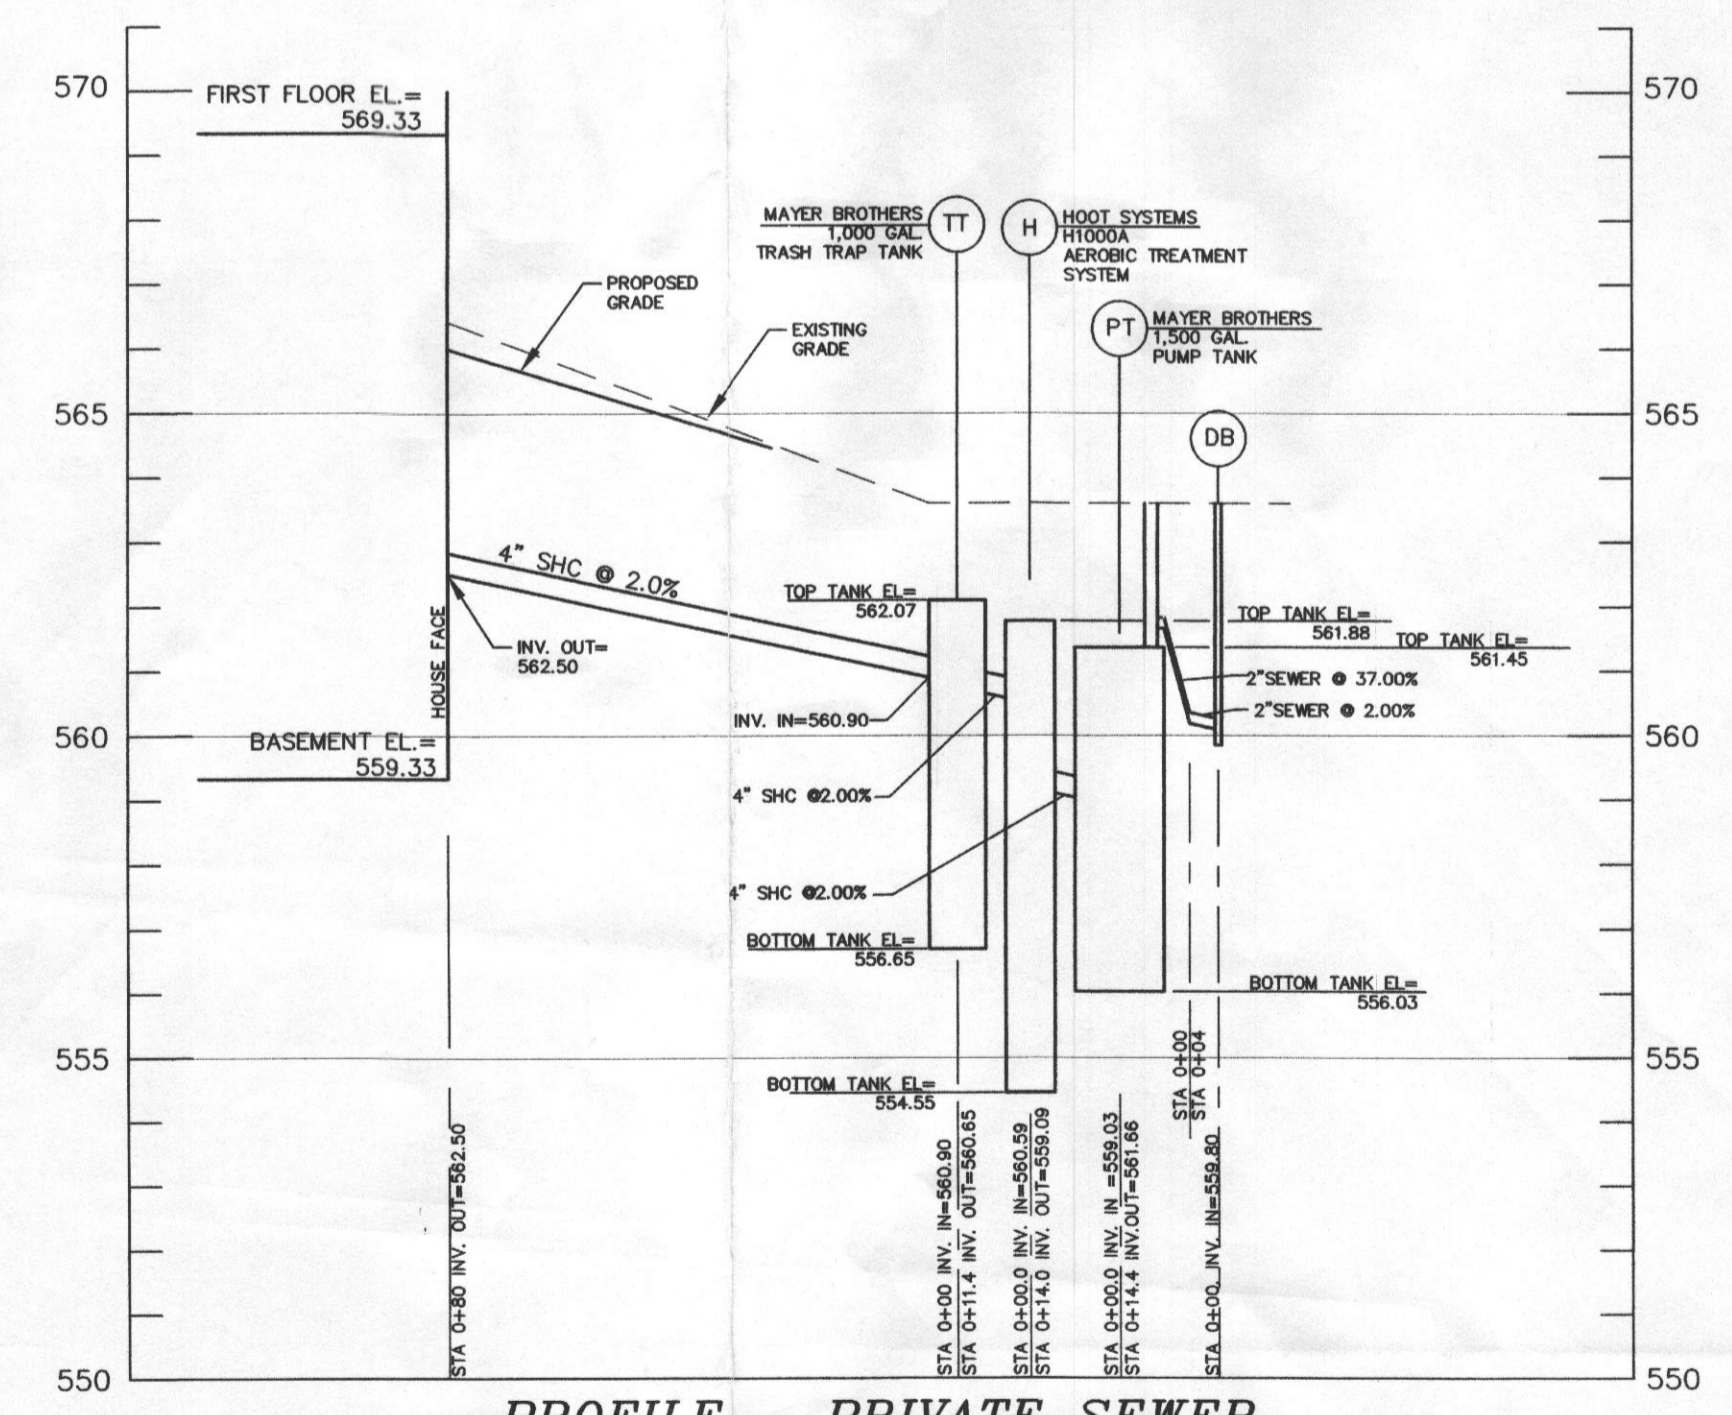 570
570
FIRST FLOOR EL.=
569.33
MAYER BROTHERS
1,000 GAL.
TRASH TRAP TANK
TT
H
HOOT SYSTEMS
H1000A
AEROBIC TREATMENT
SYSTEM
PROPOSED
GRADE
EXISTING
GRADE
PT
MAYER BROTHERS
1,500 GAL.
PUMP TANK
565
565
DB
4" SHC @ 2.0%
TOP TANK EL=
562.07
TOP TANK EL=
561.88
TOP TANK EL=
561.45
HOUSE FACE
INV. OUT=
562.50
2"SEWER @ 37.00%
2"SEWER @ 2.00%
INV. IN=560.90
560
560
BASEMENT EL.=
559.33
4" SHC @2.00%
4" SHC @2.00%
BOTTOM TANK EL=
556.65
BOTTOM TANK EL=
556.03
555
555
BOTTOM TANK EL=
554.55
STA 0+80 INV. OUT=562.50
STA 0+00 INV. IN=560.90
STA 0+11.4 INV. OUT=560.65
STA 0+00.0 INV. IN=560.59
STA 0+14.0 INV. OUT=559.09
STA 0+00.0 INV. IN =559.03
STA 0+14.4 INV.OUT=561.66
STA 0+00
STA 0+04
STA 0+00 INV. IN=559.80
550
550
PROFILE PRIVATE SEWER